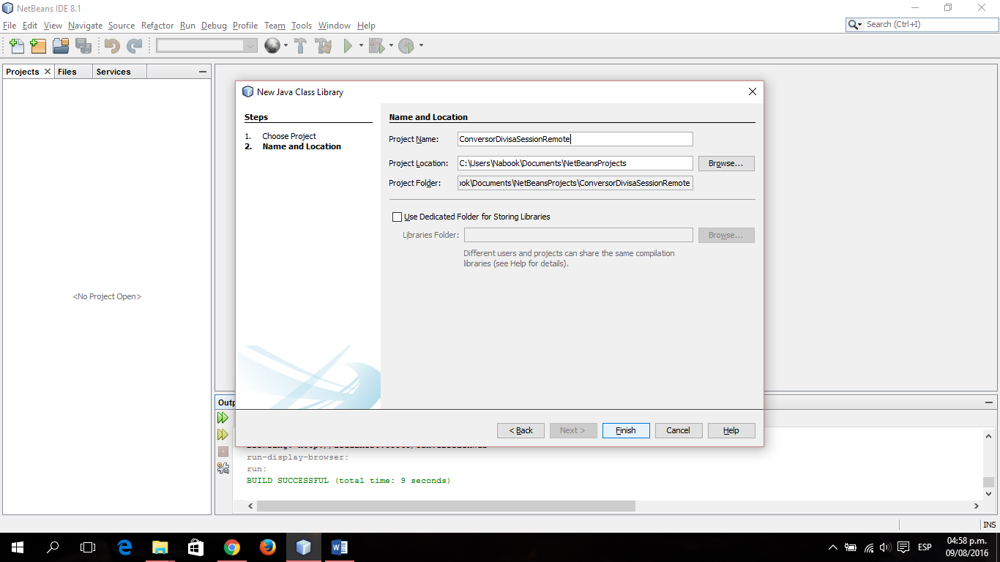 NetBeans IDE 8.1
File Edit View Navigate Source Refactor Run Debug Profile Team Tools Window Help
Search (Ctrl+I)
Projects Files Services
<No Project Open>
New Java Class Library
Steps
1. Choose Project
2. Name and Location
Name and Location
Project Name: ConversorDivisaSessionRemote
Project Location: C:\Users\Nabook\Documents\NetBeansProjects Browse...
Project Folder: ok\Documents\NetBeansProjects\ConversorDivisaSessionRemote
Use Dedicated Folder for Storing Libraries
Libraries Folder: Browse...
Different users and projects can share the same compilation
libraries (see Help for details).
< Back Next > Finish Cancel Help
Outp
run-display-browser:
run:
BUILD SUCCESSFUL (total time: 9 seconds)
INS
ESP
04:58 p.m.
09/08/2016